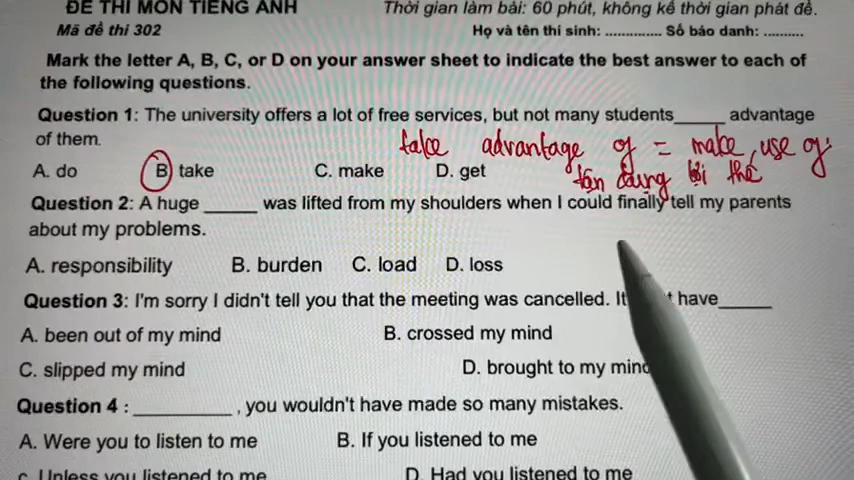 ĐỀ THI MÔN TIẾNG ANH
Thời gian làm bài: 60 phút, không kể thời gian phát đề.
Mã đề thi 302
Họ và tên thí sinh: .............. Số báo danh: ..........
Mark the letter A, B, C, or D on your answer sheet to indicate the best answer to each of
the following questions.
Question 1: The university offers a lot of free services, but not many students_____ advantage
of them.
take advantage of = make use of
tận dụng lợi thế
A. do B take C. make D. get
Question 2: A huge ______ was lifted from my shoulders when I could finally tell my parents
about my problems.
A. responsibility B. burden C. load D. loss
Question 3: I'm sorry I didn't tell you that the meeting was cancelled. It have______
A. been out of my mind B. crossed my mind
C. slipped my mind D. brought to my mind
Question 4 : __________ , you wouldn't have made so many mistakes.
A. Were you to listen to me B. If you listened to me
C. Unless you listened to me D. Had you listened to me